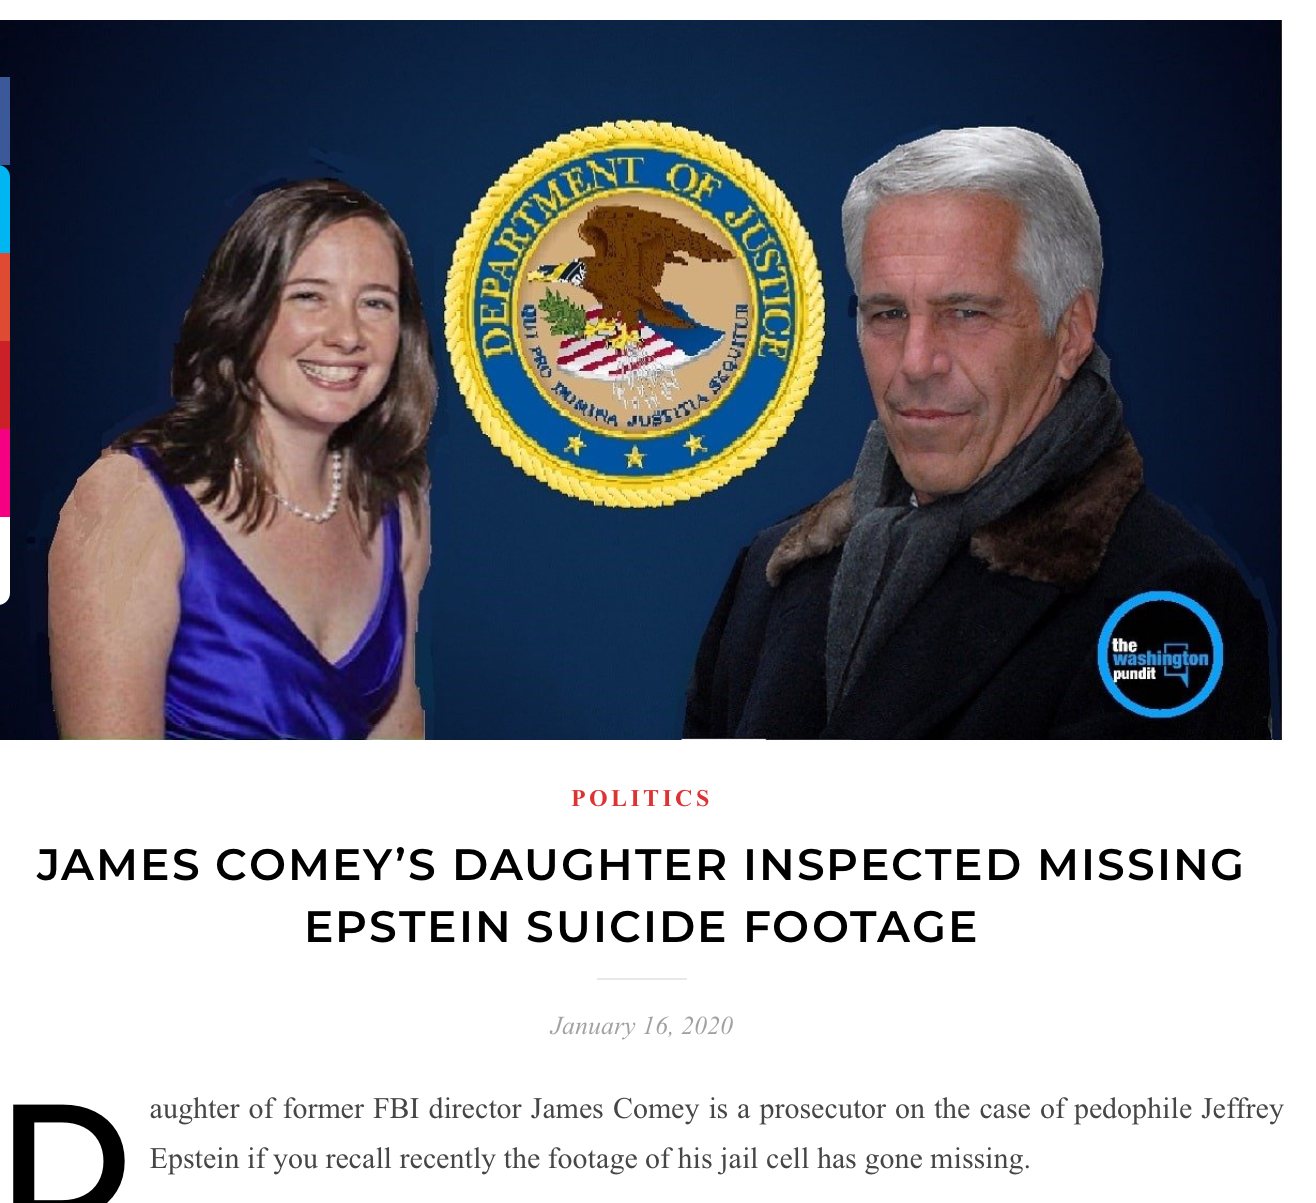 DEPARTMENT OF JUSTICE
QUI PRO DOMINA JUSTITIA SEQUITUR
the
washington
pundit
POLITICS
JAMES COMEY’S DAUGHTER INSPECTED MISSING
EPSTEIN SUICIDE FOOTAGE
January 16, 2020
Daughter of former FBI director James Comey is a prosecutor on the case of pedophile Jeffrey
Epstein if you recall recently the footage of his jail cell has gone missing.